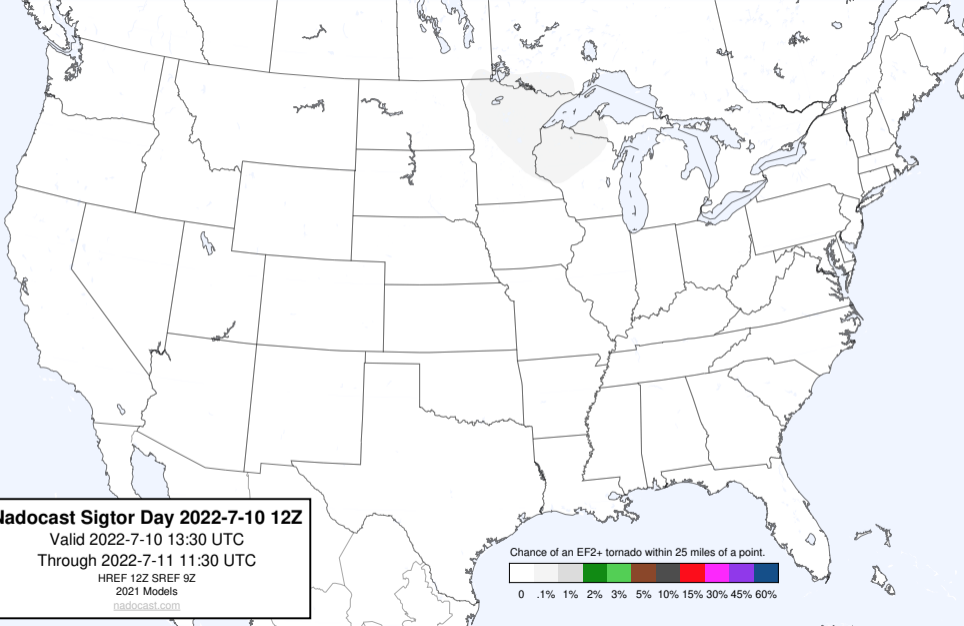 Nadocast Sigtor Day 2022-7-10 12Z
Valid 2022-7-10 13:30 UTC
Through 2022-7-11 11:30 UTC
HREF 12Z SREF 9Z
2021 Models
nadocast.com
Chance of an EF2+ tornado within 25 miles of a point.
0 .1% 1% 2% 3% 5% 10% 15% 30% 45% 60%